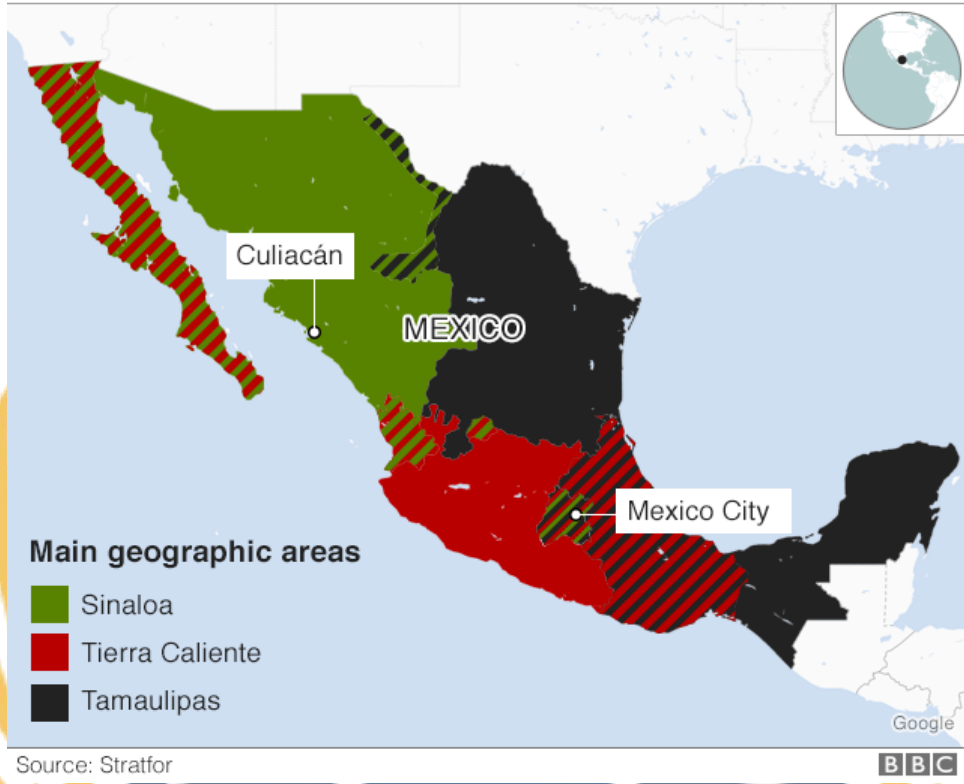 Culiacán
MEXICO
Mexico City
Main geographic areas
Sinaloa
Tierra Caliente
Tamaulipas
Google
Source: Stratfor
BBC